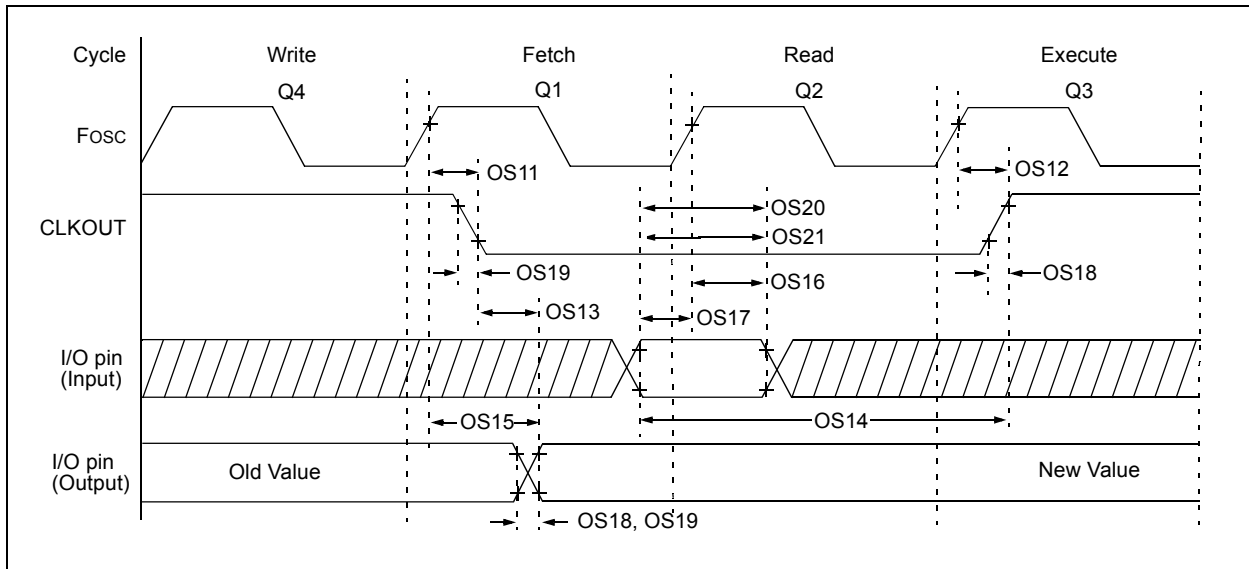 Cycle Write Fetch Read Execute
Q4 Q1 Q2 Q3
Fosc
OS11 OS12
OS20
CLKOUT
OS21
OS19 OS16 OS18
OS13 OS17
I/O pin
(Input)
OS15 OS14
I/O pin
(Output)
Old Value New Value
OS18, OS19